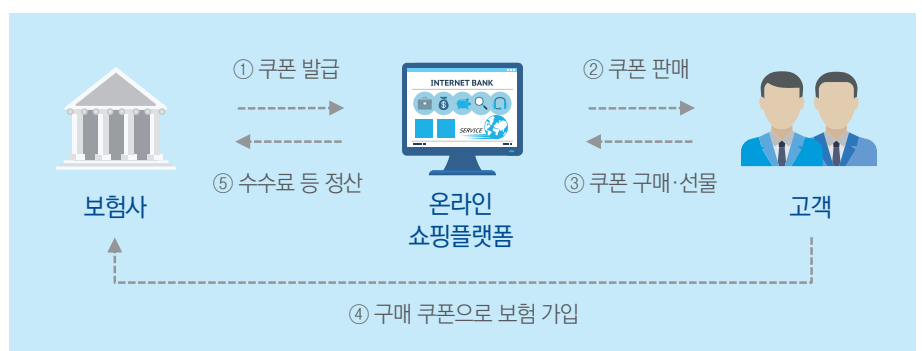 ① 쿠폰 발급
② 쿠폰 판매
INTERNET BANK
$
SERVICE
⑤ 수수료 등 정산
③ 쿠폰 구매·선물
보험사
온라인
쇼핑플랫폼
고객
④ 구매 쿠폰으로 보험 가입